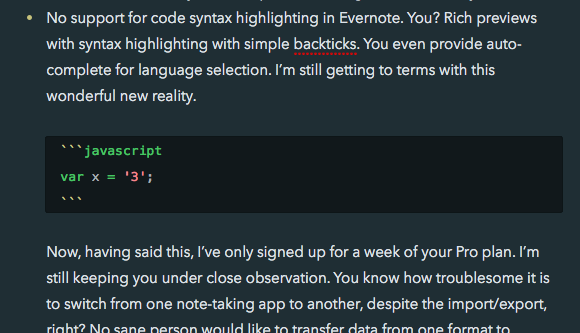 No support for code syntax highlighting in Evernote. You? Rich previews
with syntax highlighting with simple backticks. You even provide auto-
complete for language selection. I'm still getting to terms with this
wonderful new reality.
```javascript
var x = '3';
```
Now, having said this, I've only signed up for a week of your Pro plan. I'm
still keeping you under close observation. You know how troublesome it is
to switch from one note-taking app to another, despite the import/export,
right? No sane person would like to transfer data from one format to